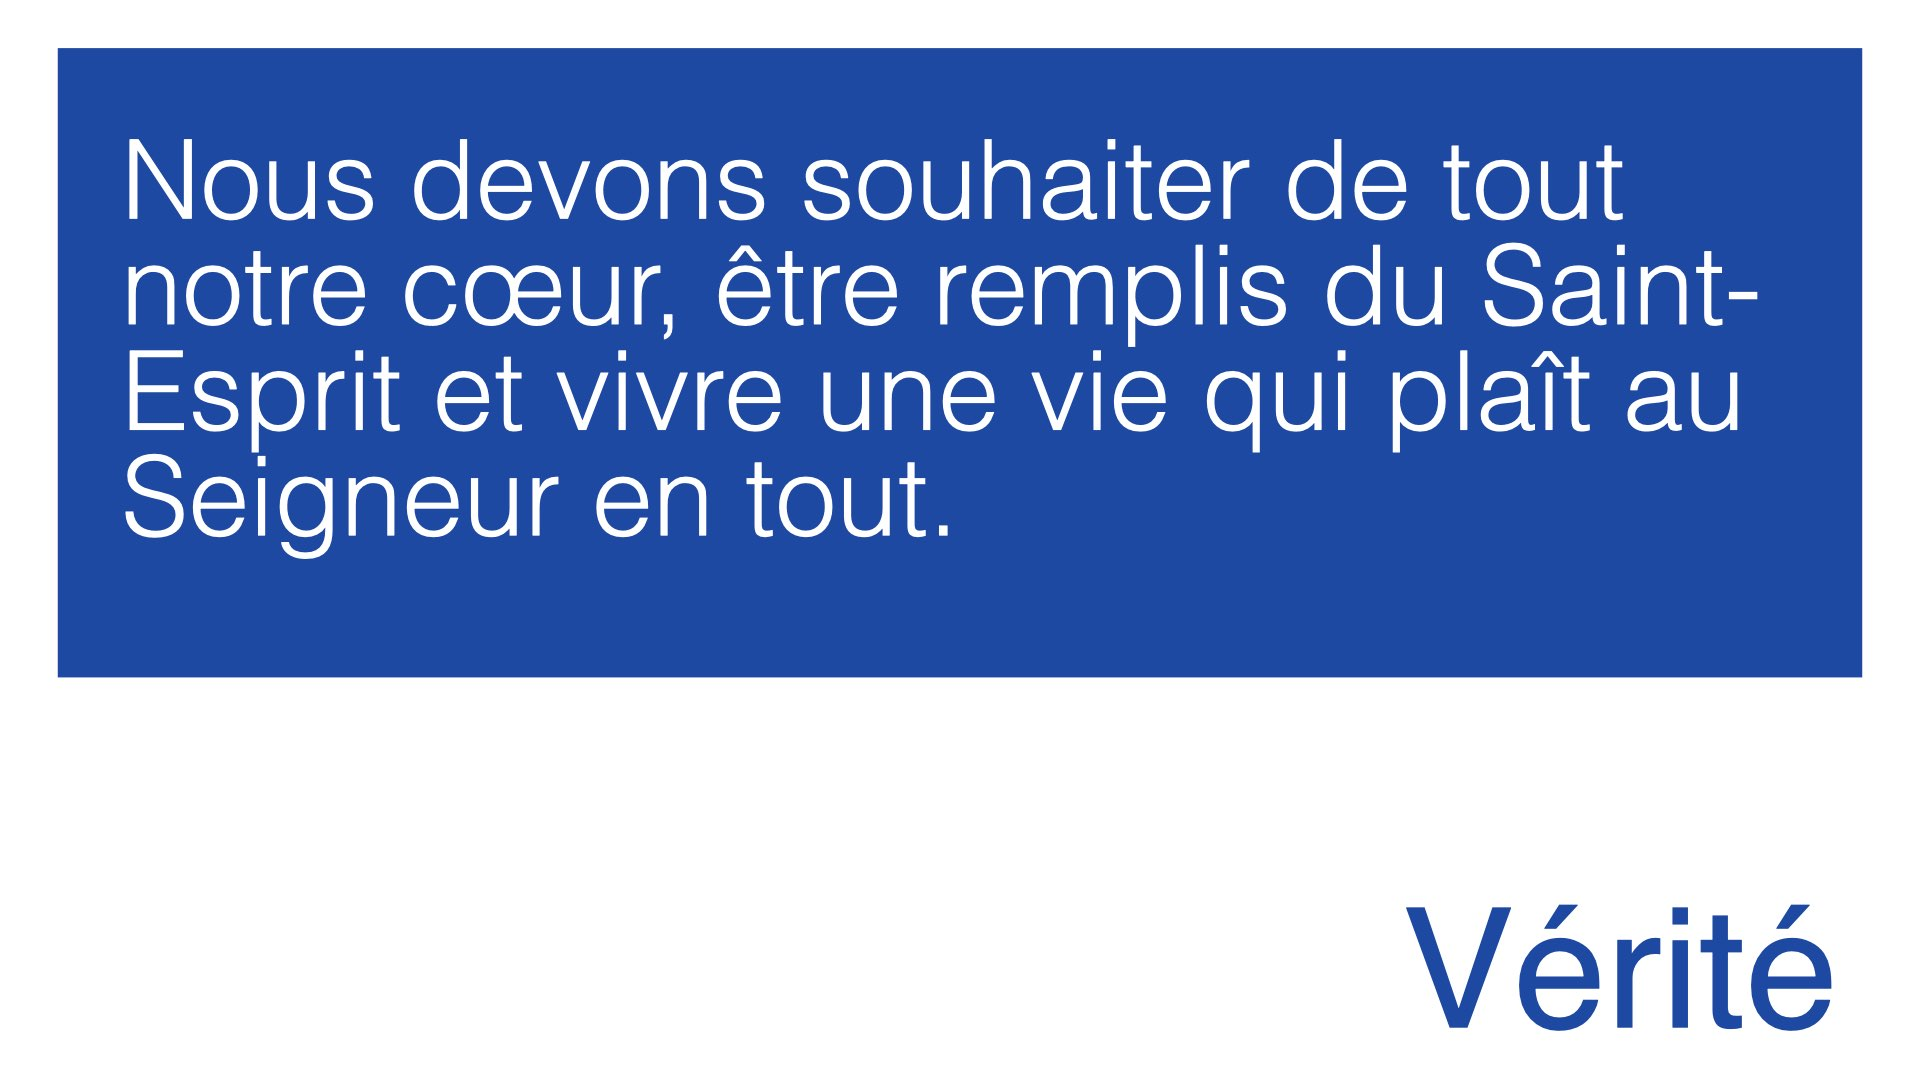 Nous devons souhaiter de tout
notre cœur, être remplis du Saint-
Esprit et vivre une vie qui plaît au
Seigneur en tout.
Vérité